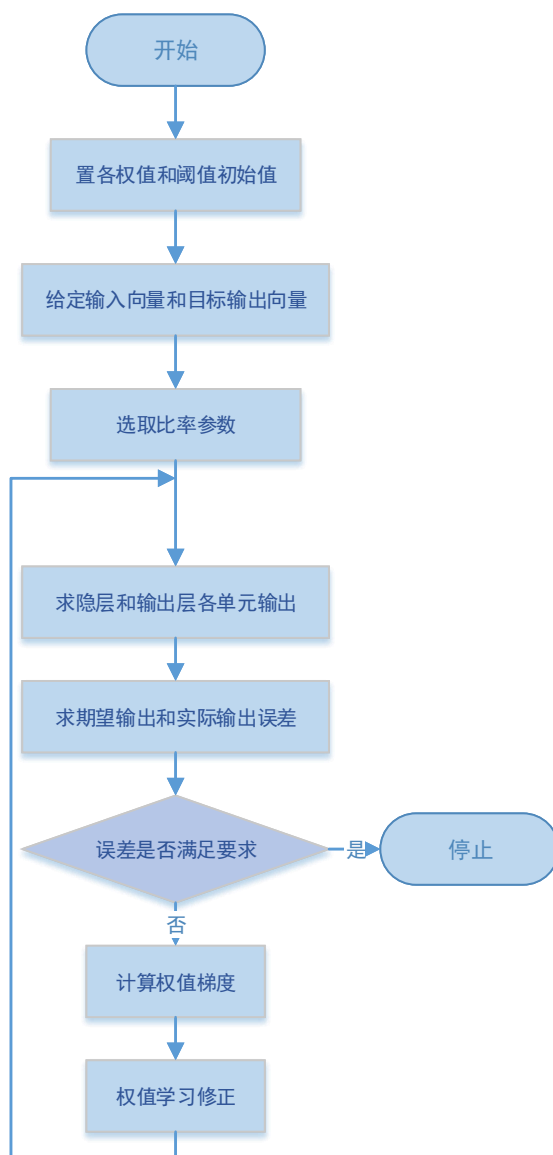 开始
置各权值和阈值初始值
给定输入向量和目标输出向量
选取比率参数
求隐层和输出层各单元输出
求期望输出和实际输出误差
误差是否满足要求
是
停止
否
计算权值梯度
权值学习修正